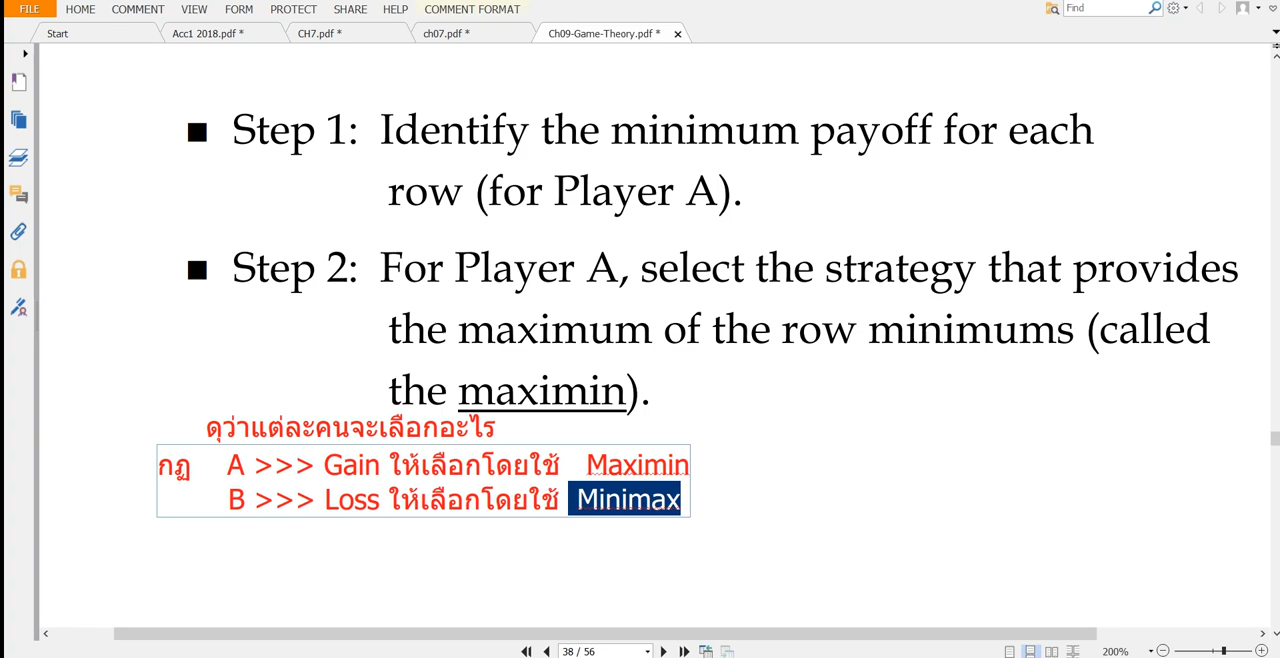 FILE HOME COMMENT VIEW FORM PROTECT SHARE HELP COMMENT FORMAT Find
Start Acc1 2018.pdf * CH7.pdf * ch07.pdf * Ch09-Game-Theory.pdf *
■ Step 1: Identify the minimum payoff for each
row (for Player A).
■ Step 2: For Player A, select the strategy that provides
the maximum of the row minimums (called
the maximin).
ดุว่าแต่ละคนจะเลือกอะไร
กฏ A >>> Gain ให้เลือกโดยใช้ Maximin
B >>> Loss ให้เลือกโดยใช้ Minimax
38 / 56 200%